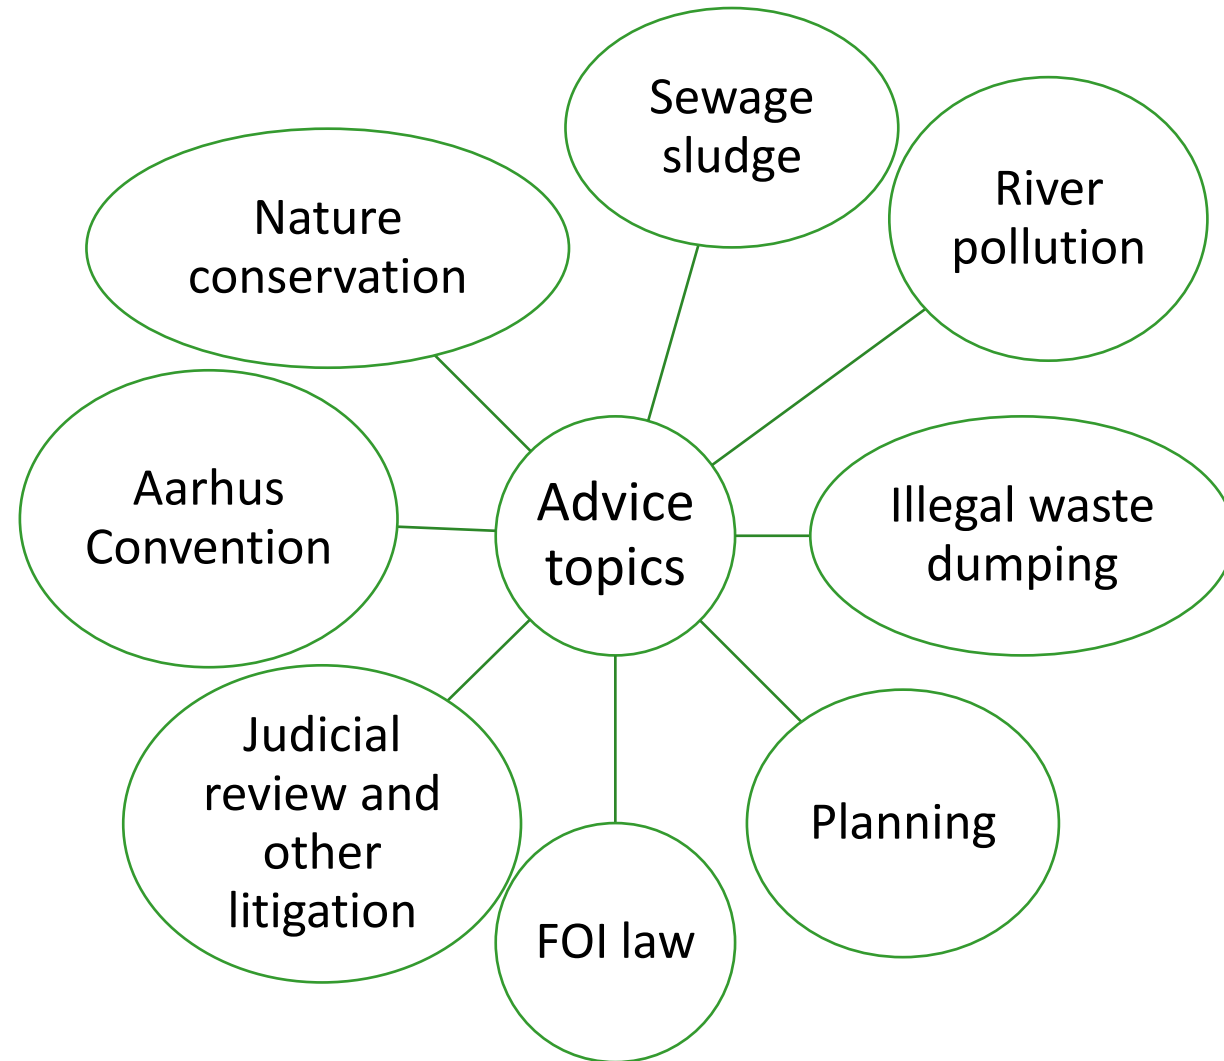 Sewage
sludge
River
pollution
Nature
conservation
Aarhus
Convention
Advice
topics
Illegal waste
dumping
Judicial
review and
other
litigation
Planning
FOI law